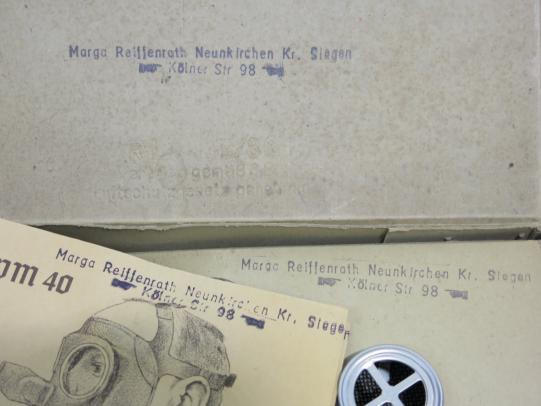 Marga Reiffenrath Neunkirchen Kr. Siegen
Kölner Str 98
pm 40
Marga Reiffenrath Neunkirchen Kr. Siegen
Kölner Str 98
Marga Reiffenrath Neunkirchen Kr. Siegen
Kölner Str 98